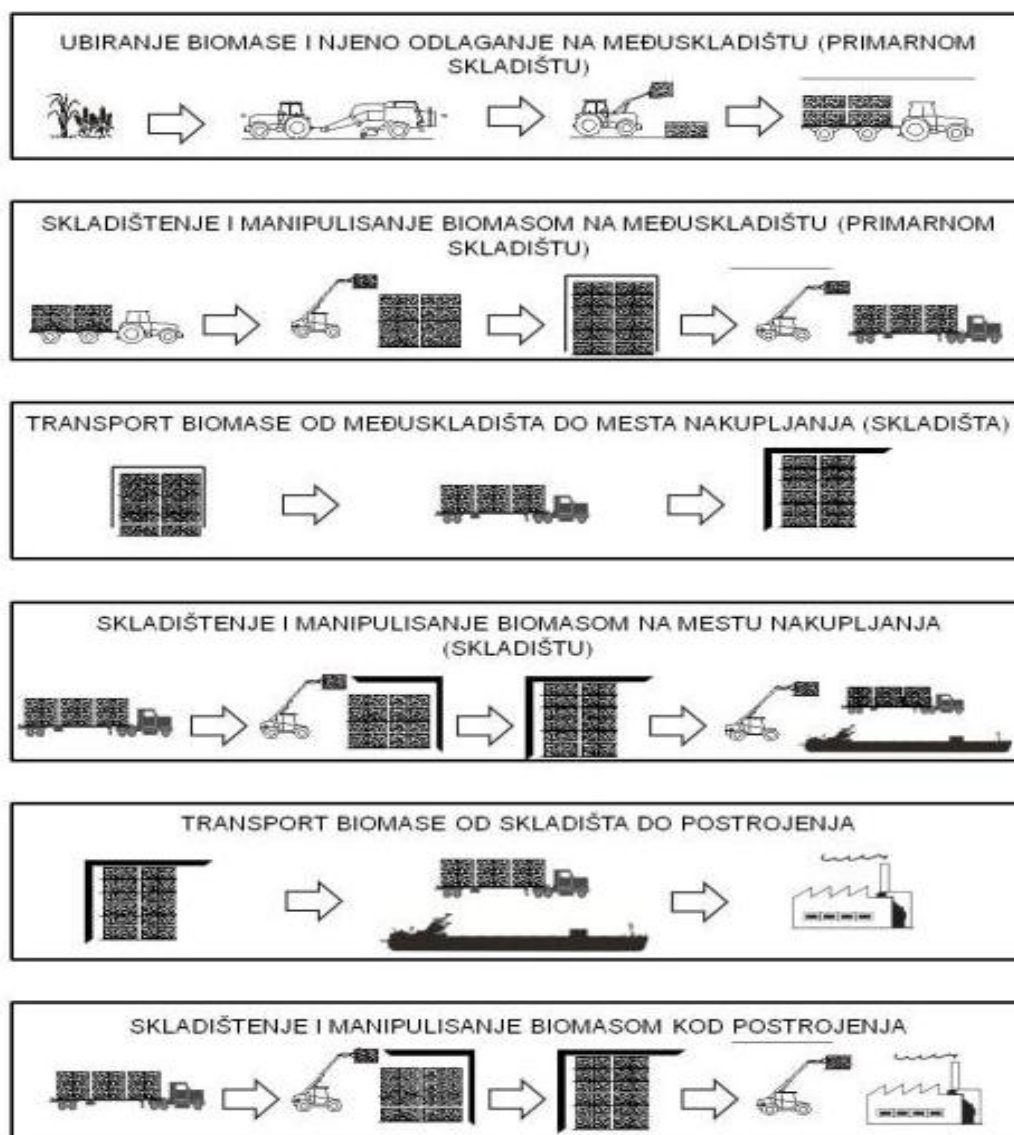 UBIRANJE BIOMASE I NJENO ODLAGANJE NA MEĐUSKLADIŠTU (PRIMARNOM
SKLADIŠTU)
SKLADIŠTENJE I MANIPULISANJE BIOMASOM NA MEĐUSKLADIŠTU (PRIMARNOM
SKLADIŠTU)
TRANSPORT BIOMASE OD MEĐUSKLADIŠTA DO MESTA NAKUPLJANJA (SKLADIŠTA)
SKLADIŠTENJE I MANIPULISANJE BIOMASOM NA MESTU NAKUPLJANJA
(SKLADIŠTU)
TRANSPORT BIOMASE OD SKLADIŠTA DO POSTROJENJA
SKLADIŠTENJE I MANIPULISANJE BIOMASOM KOD POSTROJENJA